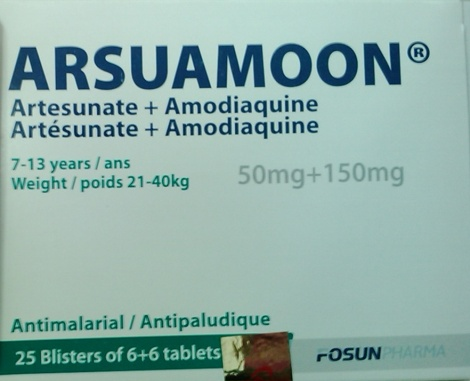 ARSUAMOON®
Artesunate + Amodiaquine
Artésunate + Amodiaquine
7-13 years / ans
Weight / poids 21-40kg
50mg+150mg
Antimalarial / Antipaludique
25 Blisters of 6+6 tablets
FOSUNPHARMA